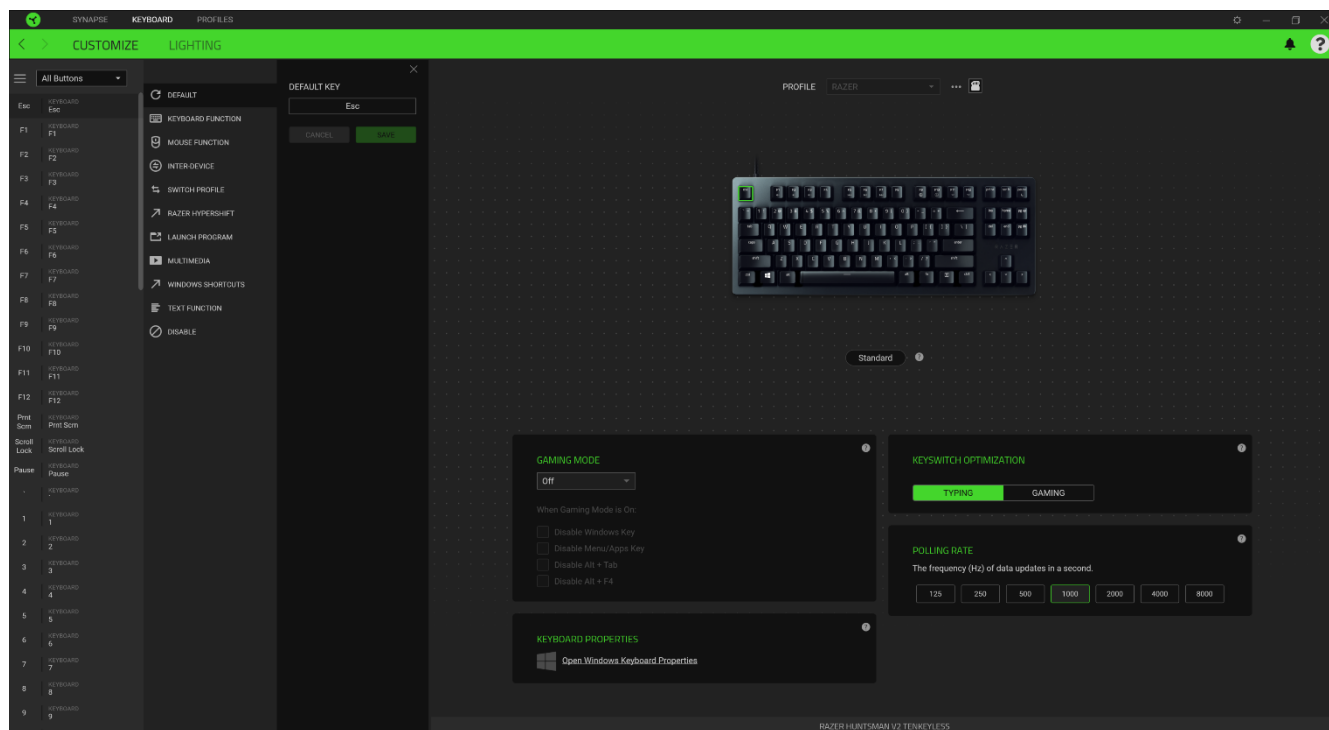 SYNAPSE KEYBOARD PROFILES
CUSTOMIZE LIGHTING
All Buttons
Esc KEYBOARD Esc
F1 KEYBOARD F1
F2 KEYBOARD F2
F3 KEYBOARD F3
F4 KEYBOARD F4
F5 KEYBOARD F5
F6 KEYBOARD F6
F7 KEYBOARD F7
F8 KEYBOARD F8
F9 KEYBOARD F9
F10 KEYBOARD F10
F11 KEYBOARD F11
F12 KEYBOARD F12
Prnt Scrn KEYBOARD Prnt Scrn
Scroll Lock KEYBOARD Scroll Lock
Pause KEYBOARD Pause
KEYBOARD
1 KEYBOARD 1
2 KEYBOARD 2
3 KEYBOARD 3
4 KEYBOARD 4
5 KEYBOARD 5
6 KEYBOARD 6
7 KEYBOARD 7
8 KEYBOARD 8
9 KEYBOARD 9
DEFAULT
KEYBOARD FUNCTION
MOUSE FUNCTION
INTER-DEVICE
SWITCH PROFILE
RAZER HYPERSHIFT
LAUNCH PROGRAM
MULTIMEDIA
WINDOWS SHORTCUTS
TEXT FUNCTION
DISABLE
DEFAULT KEY
Esc
CANCEL SAVE
PROFILE RAZER
Standard
GAMING MODE
Off
When Gaming Mode is On:
Disable Windows Key
Disable Menu/Apps Key
Disable Alt + Tab
Disable Alt + F4
KEYBOARD PROPERTIES
Open Windows Keyboard Properties
KEYSWITCH OPTIMIZATION
TYPING GAMING
POLLING RATE
The frequency (Hz) of data updates in a second.
125 250 500 1000 2000 4000 8000
RAZER HUNTSMAN V2 TENKEYLESS